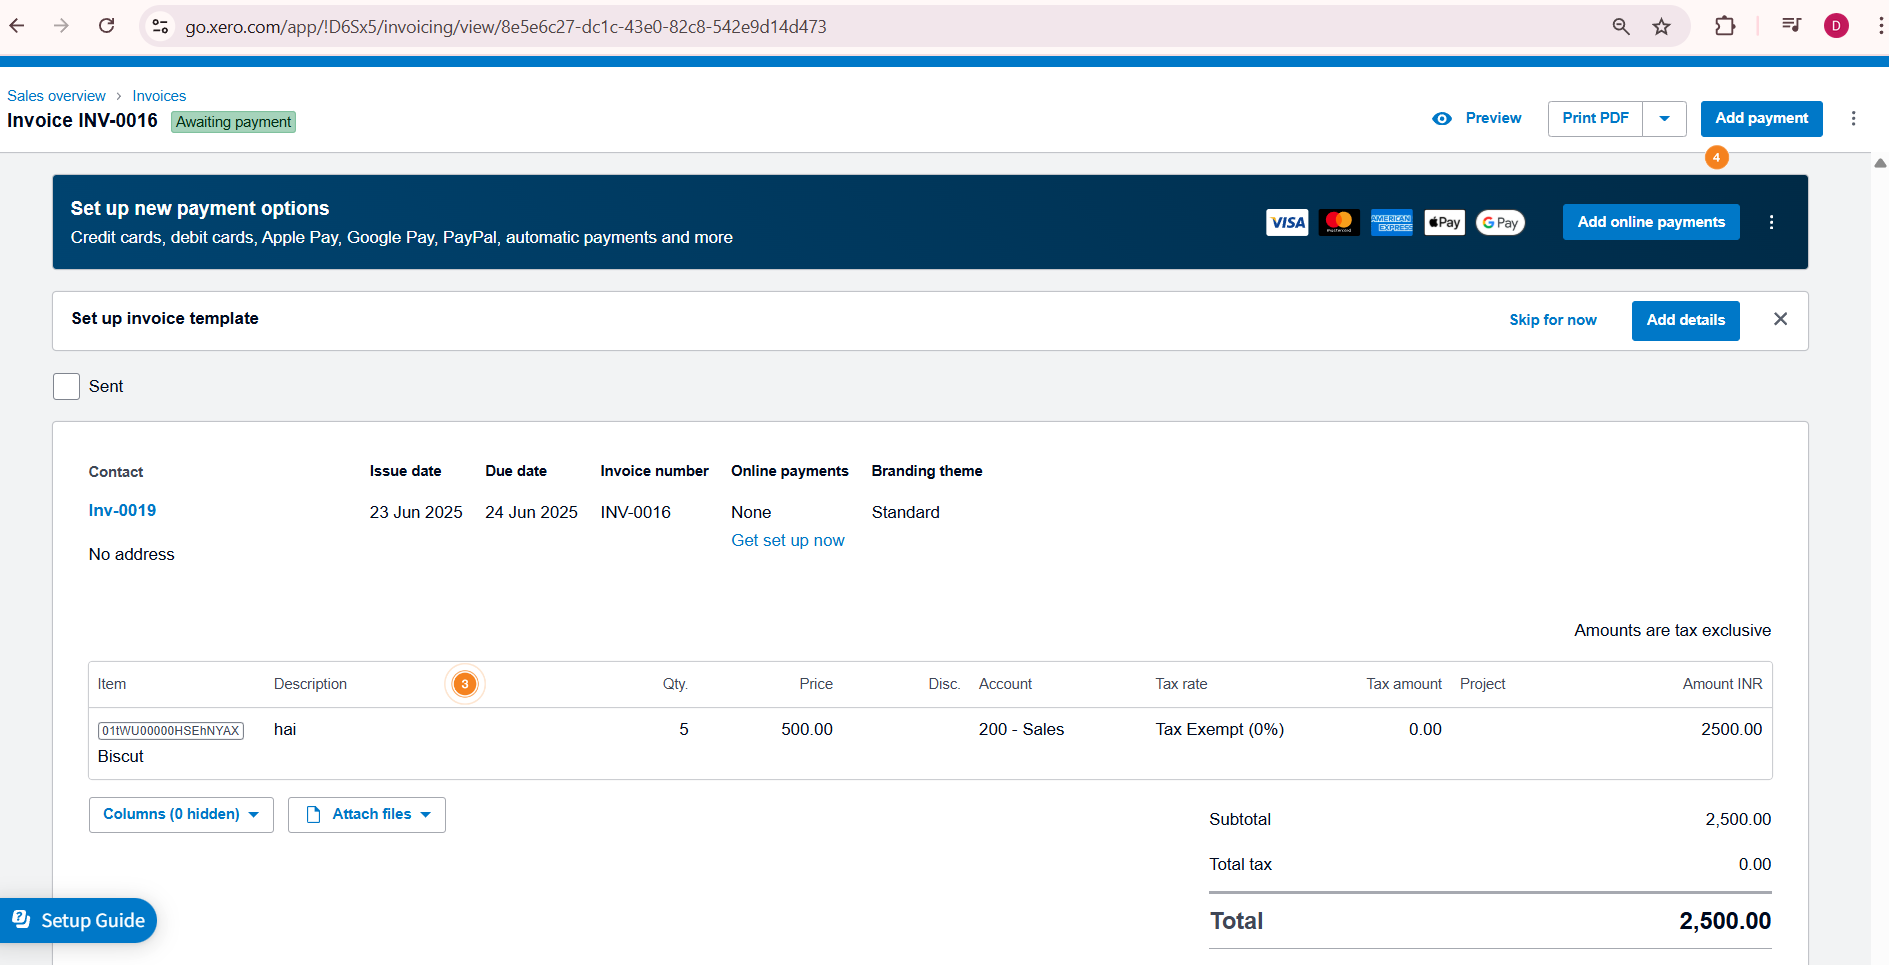 go.xero.com/app/!D6Sx5/invoicing/view/8e5e6c27-dc1c-43e0-82c8-542e9d14d473
D
Sales overview > Invoices
Invoice INV-0016 Awaiting payment
Preview Print PDF Add payment
4
Set up new payment options
Credit cards, debit cards, Apple Pay, Google Pay, PayPal, automatic payments and more
VISA mastercard AMERICAN EXPRESS Pay G Pay Add online payments
Set up invoice template Skip for now Add details
Sent
Contact Issue date Due date Invoice number Online payments Branding theme
Inv-0019 23 Jun 2025 24 Jun 2025 INV-0016 None Standard
Get set up now
No address
Amounts are tax exclusive
Item Description 3 Qty. Price Disc. Account Tax rate Tax amount Project Amount INR
01tWU00000HSEhNYAX hai 5 500.00 200 - Sales Tax Exempt (0%) 0.00 2500.00
Biscut
Columns (0 hidden) Attach files
Subtotal 2,500.00
Total tax 0.00
Total 2,500.00
Setup Guide